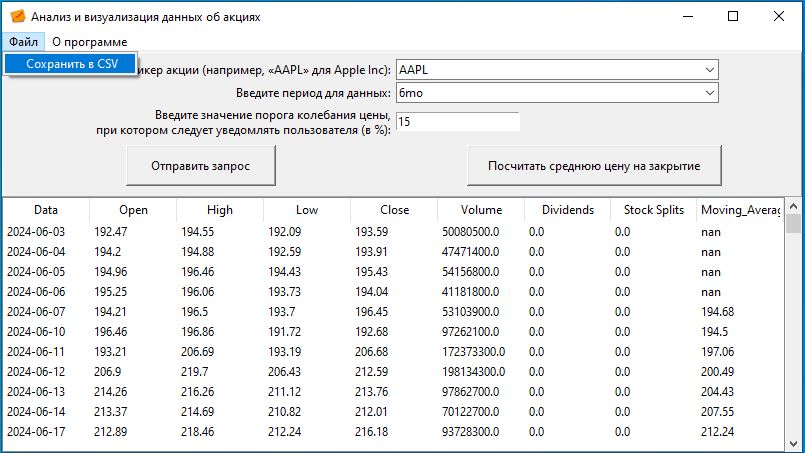 Анализ и визуализация данных об акциях
Файл О программе
Сохранить в CSV
икер акции (например, «AAPL» для Apple Inc): AAPL
Введите период для данных: 6mo
Введите значение порога колебания цены,
при котором следует уведомлять пользователя (в %): 15
Отправить запрос Посчитать среднюю цену на закрытие
Data Open High Low Close Volume Dividends Stock Splits Moving_Averag
2024-06-03 192.47 194.55 192.09 193.59 50080500.0 0.0 0.0 nan
2024-06-04 194.2 194.88 192.59 193.91 47471400.0 0.0 0.0 nan
2024-06-05 194.96 196.46 194.43 195.43 54156800.0 0.0 0.0 nan
2024-06-06 195.25 196.06 193.73 194.04 41181800.0 0.0 0.0 nan
2024-06-07 194.21 196.5 193.7 196.45 53103900.0 0.0 0.0 194.68
2024-06-10 196.46 196.86 191.72 192.68 97262100.0 0.0 0.0 194.5
2024-06-11 193.21 206.69 193.19 206.68 172373300.0 0.0 0.0 197.06
2024-06-12 206.9 219.7 206.43 212.59 198134300.0 0.0 0.0 200.49
2024-06-13 214.26 216.26 211.12 213.76 97862700.0 0.0 0.0 204.43
2024-06-14 213.37 214.69 210.82 212.01 70122700.0 0.0 0.0 207.55
2024-06-17 212.89 218.46 212.24 216.18 93728300.0 0.0 0.0 212.24